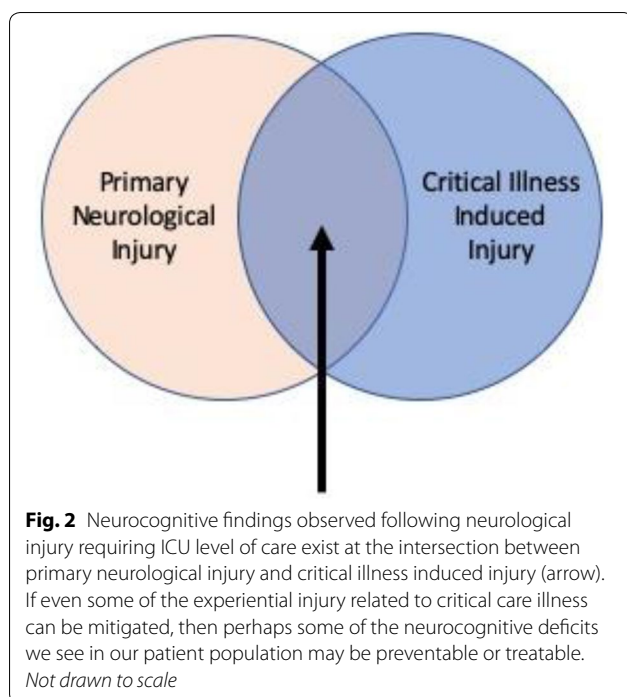 Primary
Neurological
Injury
Critical Illness
Induced
Injury
Fig. 2 Neurocognitive findings observed following neurological
injury requiring ICU level of care exist at the intersection between
primary neurological injury and critical illness induced injury (arrow).
If even some of the experiential injury related to critical care illness
can be mitigated, then perhaps some of the neurocognitive deficits
we see in our patient population may be preventable or treatable.
Not drawn to scale